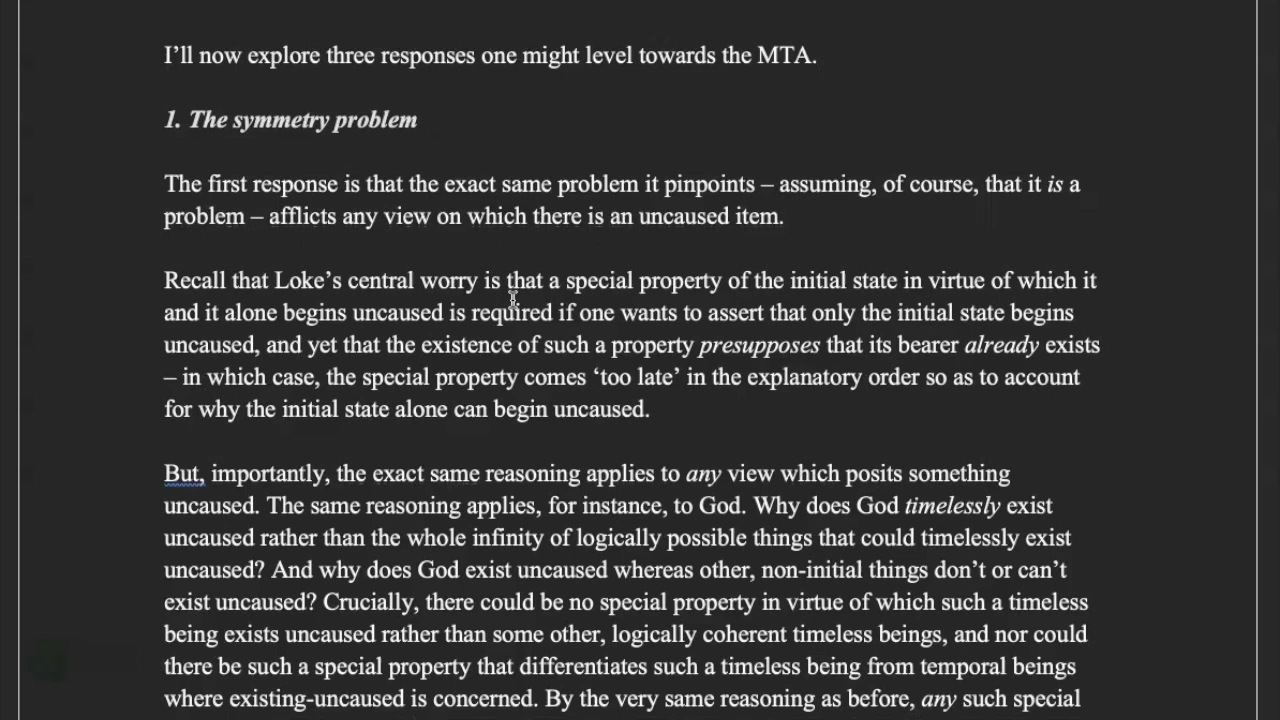 I’ll now explore three responses one might level towards the MTA.
1. The symmetry problem
The first response is that the exact same problem it pinpoints – assuming, of course, that it is a
problem – afflicts any view on which there is an uncaused item.
Recall that Loke’s central worry is that a special property of the initial state in virtue of which it
and it alone begins uncaused is required if one wants to assert that only the initial state begins
uncaused, and yet that the existence of such a property presupposes that its bearer already exists
– in which case, the special property comes ‘too late’ in the explanatory order so as to account
for why the initial state alone can begin uncaused.
But, importantly, the exact same reasoning applies to any view which posits something
uncaused. The same reasoning applies, for instance, to God. Why does God timelessly exist
uncaused rather than the whole infinity of logically possible things that could timelessly exist
uncaused? And why does God exist uncaused whereas other, non-initial things don’t or can’t
exist uncaused? Crucially, there could be no special property in virtue of which such a timeless
being exists uncaused rather than some other, logically coherent timeless beings, and nor could
there be such a special property that differentiates such a timeless being from temporal beings
where existing-uncaused is concerned. By the very same reasoning as before, any such special